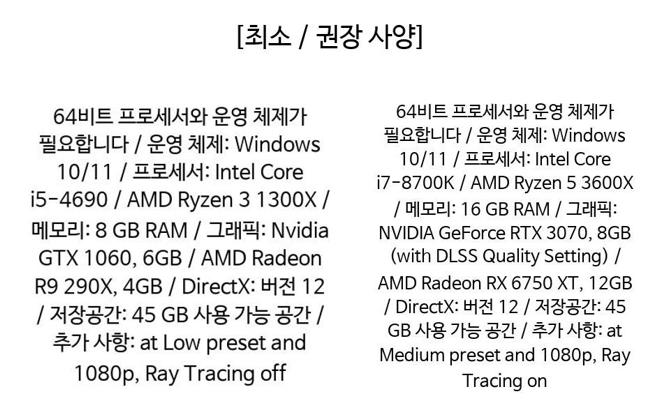 [최소 / 권장 사양]
64비트 프로세서와 운영 체제가
필요합니다 / 운영 체제: Windows
10/11 / 프로세서: Intel Core
i5-4690 / AMD Ryzen 3 1300X /
메모리: 8 GB RAM / 그래픽: Nvidia
GTX 1060, 6GB / AMD Radeon
R9 290X, 4GB / DirectX: 버전 12
/ 저장공간: 45 GB 사용 가능 공간 /
추가 사항: at Low preset and
1080p, Ray Tracing off
64비트 프로세서와 운영 체제가
필요합니다 / 운영 체제: Windows
10/11 / 프로세서: Intel Core
i7-8700K / AMD Ryzen 5 3600X
/ 메모리: 16 GB RAM / 그래픽:
NVIDIA GeForce RTX 3070, 8GB
(with DLSS Quality Setting) /
AMD Radeon RX 6750 XT, 12GB
/ DirectX: 버전 12 / 저장공간: 45
GB 사용 가능 공간 / 추가 사항: at
Medium preset and 1080p, Ray
Tracing on